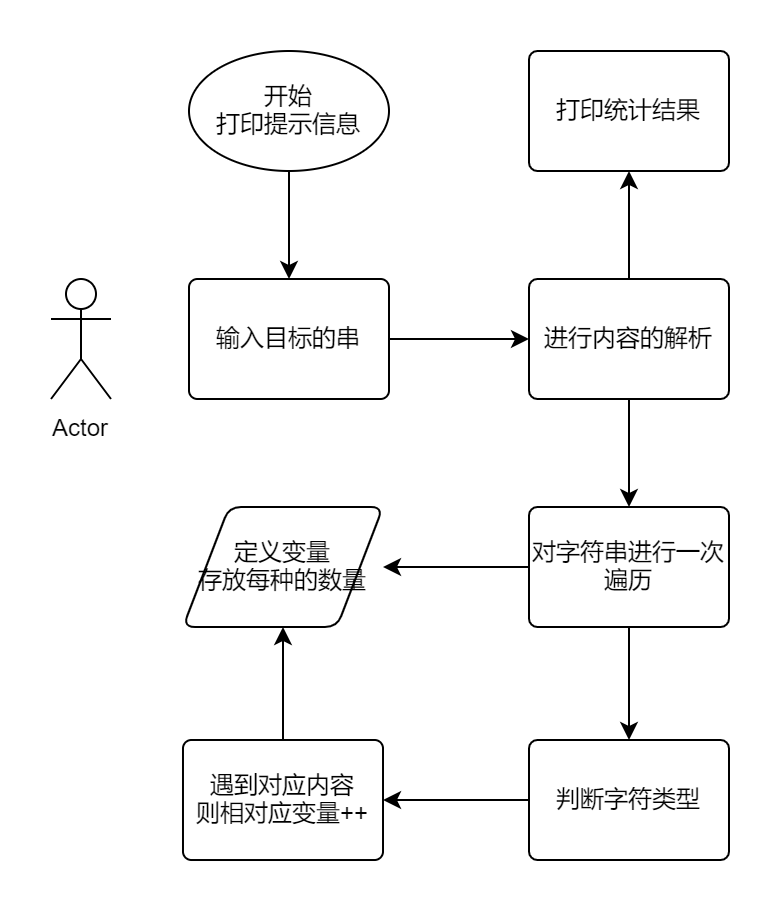 开始
打印提示信息
打印统计结果
输入目标的串
进行内容的解析
Actor
定义变量
存放每种的数量
对字符串进行一次
遍历
遇到对应内容
则相对应变量++
判断字符类型